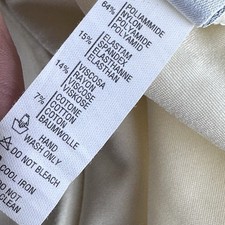 64% POLIAMMIDE
NYLON
POLYAMIDE
POLYAMID
15% ELASTAM
SPANDEX
ELASTHANNE
ELASTHAN
14% VISCOSA
RAYON
VISCOSE
VISKOSE
7% COTONE
COTTON
COTON
BAUMWOLLE
HAND
WASH ONLY
DO NOT BLEACH
COOL IRON
DO NOT
CLEAN